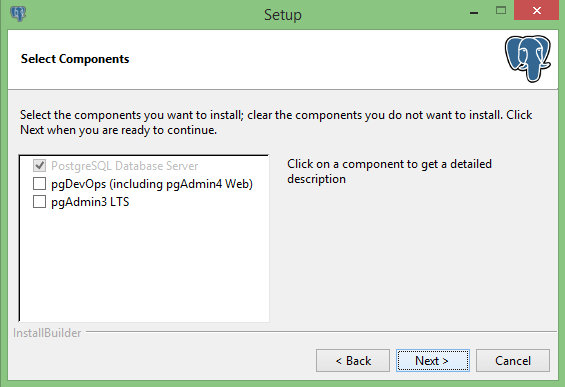 Setup
Select Components
Select the components you want to install; clear the components you do not want to install. Click
Next when you are ready to continue.
PostgreSQL Database Server
Click on a component to get a detailed
description
pgDevOps (including pgAdmin4 Web)
pgAdmin3 LTS
InstallBuilder
< Back
Next >
Cancel